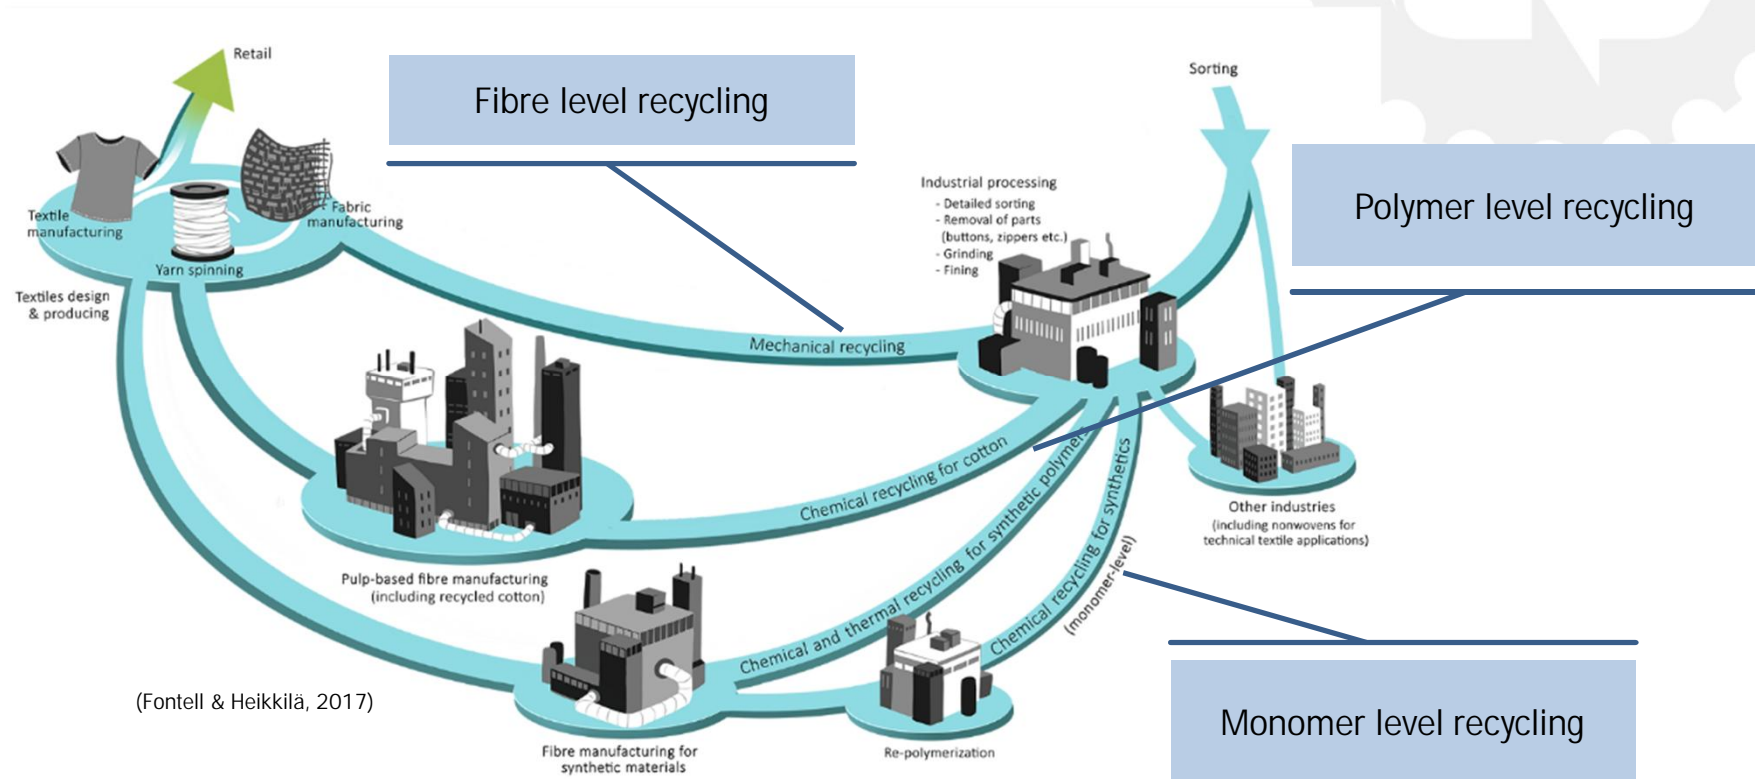 Retail
Fibre level recycling
Sorting
Polymer level recycling
Industrial processing
- Detailed sorting
- Removal of parts
(buttons, zippers etc.)
- Grinding
- Fining
Textile
manufacturing
Fabric
manufacturing
Yarn spinning
Textiles design
& producing
Mechanical recycling
Chemical recycling for cotton
Chemical and thermal recycling for synthetic polymers
Chemical recycling for synthetics
(monomer-level)
Other industries
(including nonwovens for
technical textile applications)
Pulp-based fibre manufacturing
(including recycled cotton)
(Fontell & Heikkilä, 2017)
Monomer level recycling
Fibre manufacturing for
synthetic materials
Re-polymerization